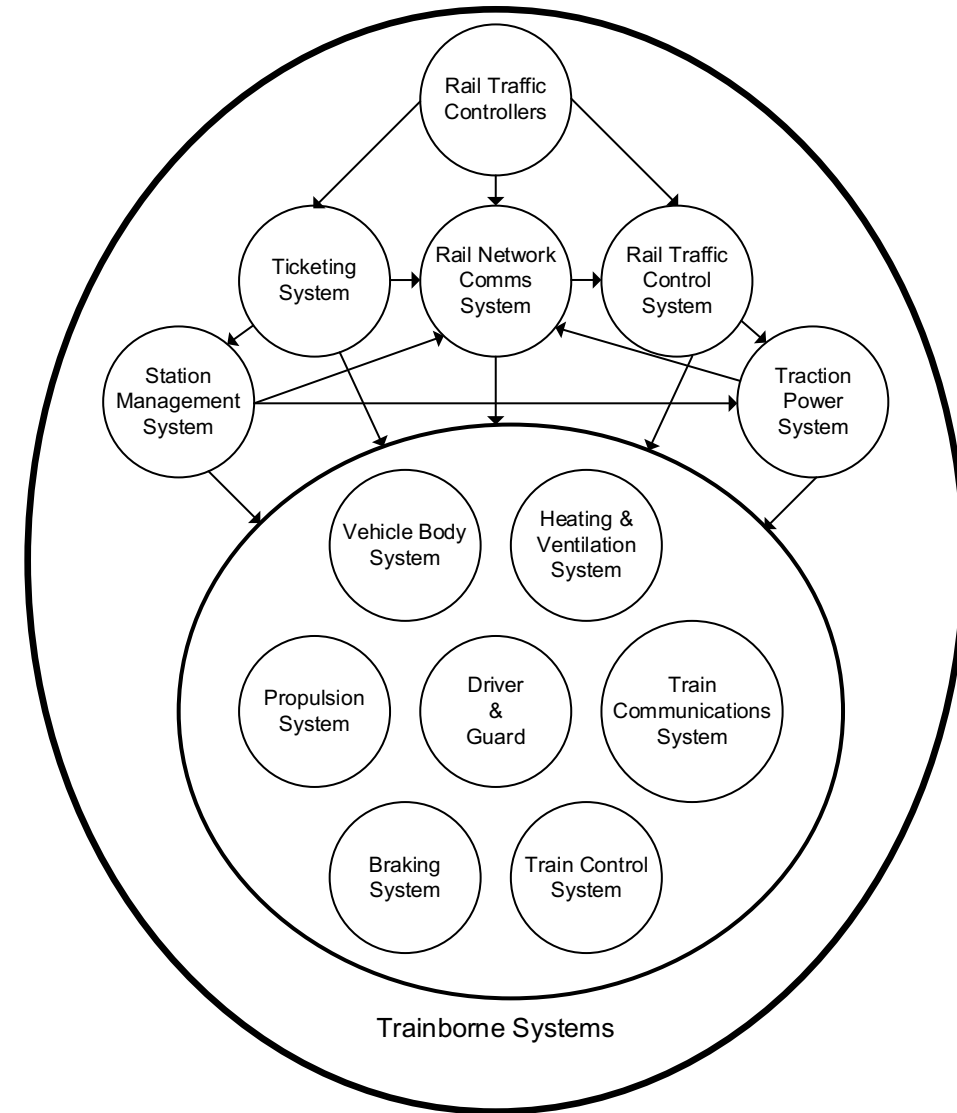 Rail Traffic
Controllers
Ticketing
System
Rail Network
Comms
System
Rail Traffic
Control
System
Station
Management
System
Traction
Power
System
Vehicle Body
System
Heating &
Ventilation
System
Propulsion
System
Driver
&
Guard
Train
Communications
System
Braking
System
Train Control
System
Trainborne Systems